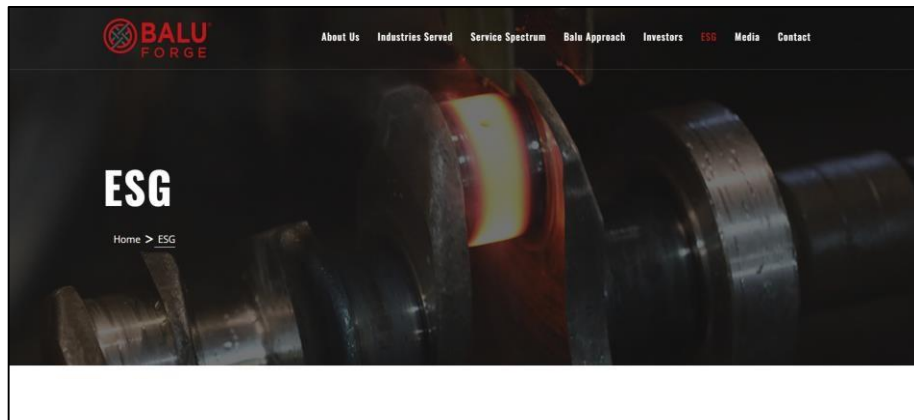 BALU
FORGE
About Us Industries Served Service Spectrum Balu Approach Investors ESG Media Contact
ESG
Home > ESG